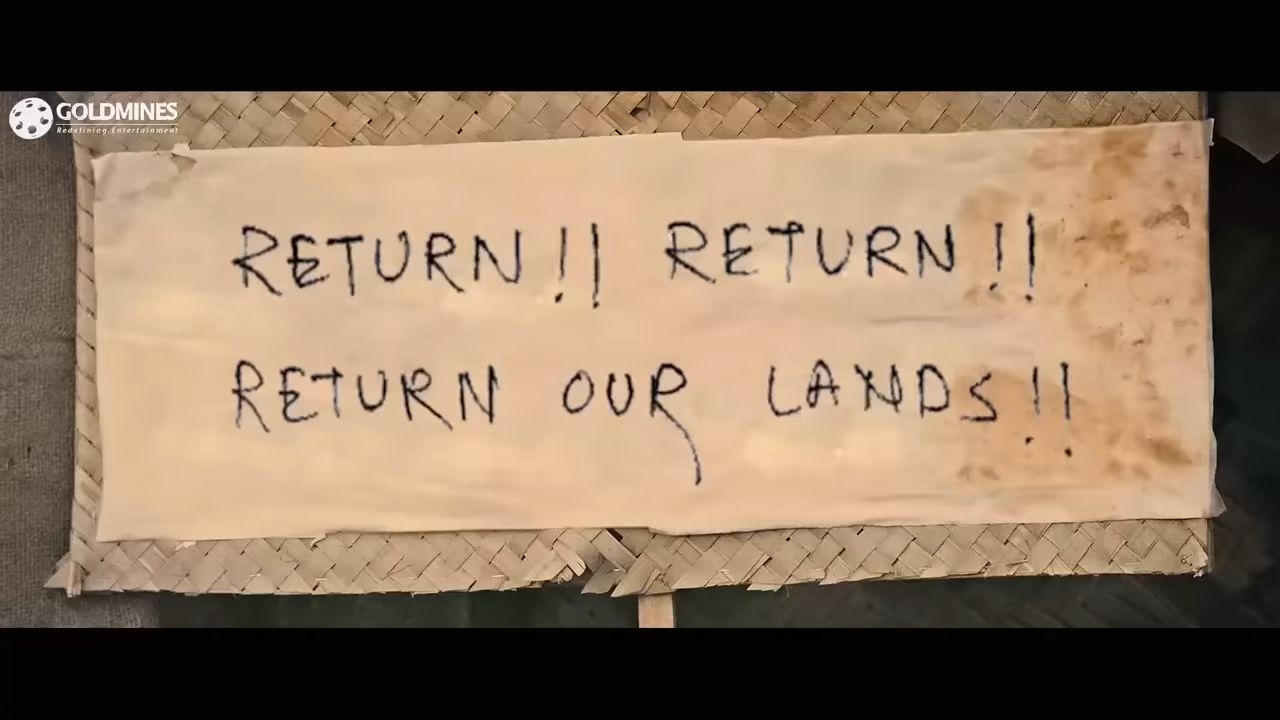 GOLDMINES
Redefining Entertainment
RETURN!! RETURN!!
RETURN OUR LANDS!!